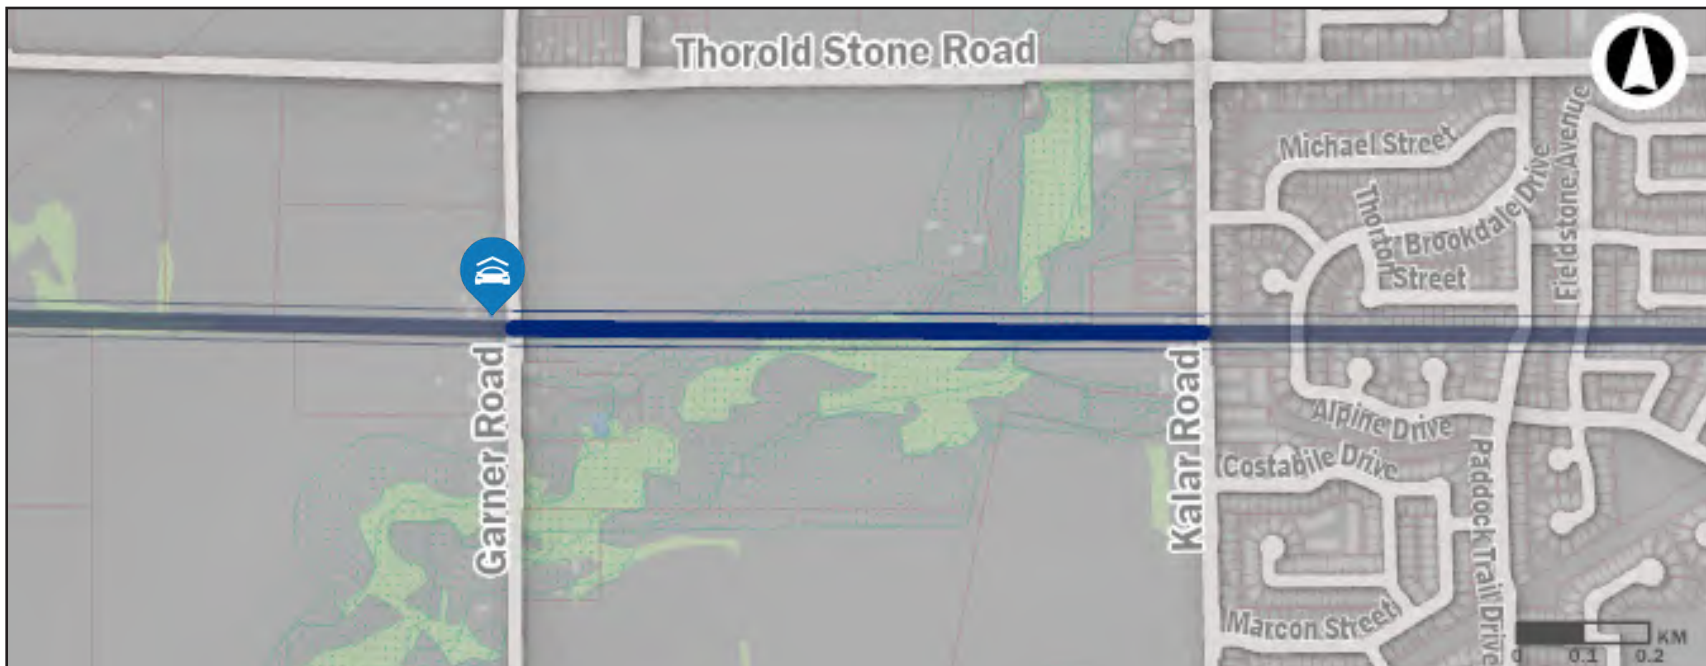 Thorold Stone Road
Michael Street
Fieldstone Avenue
Brookdale Drive
Thorton
Street
Garner Road
Kalar Road
Alpine Drive
Costabile Drive
Paddock Trail Drive
Marcon Street
KM
0 0.1 0.2